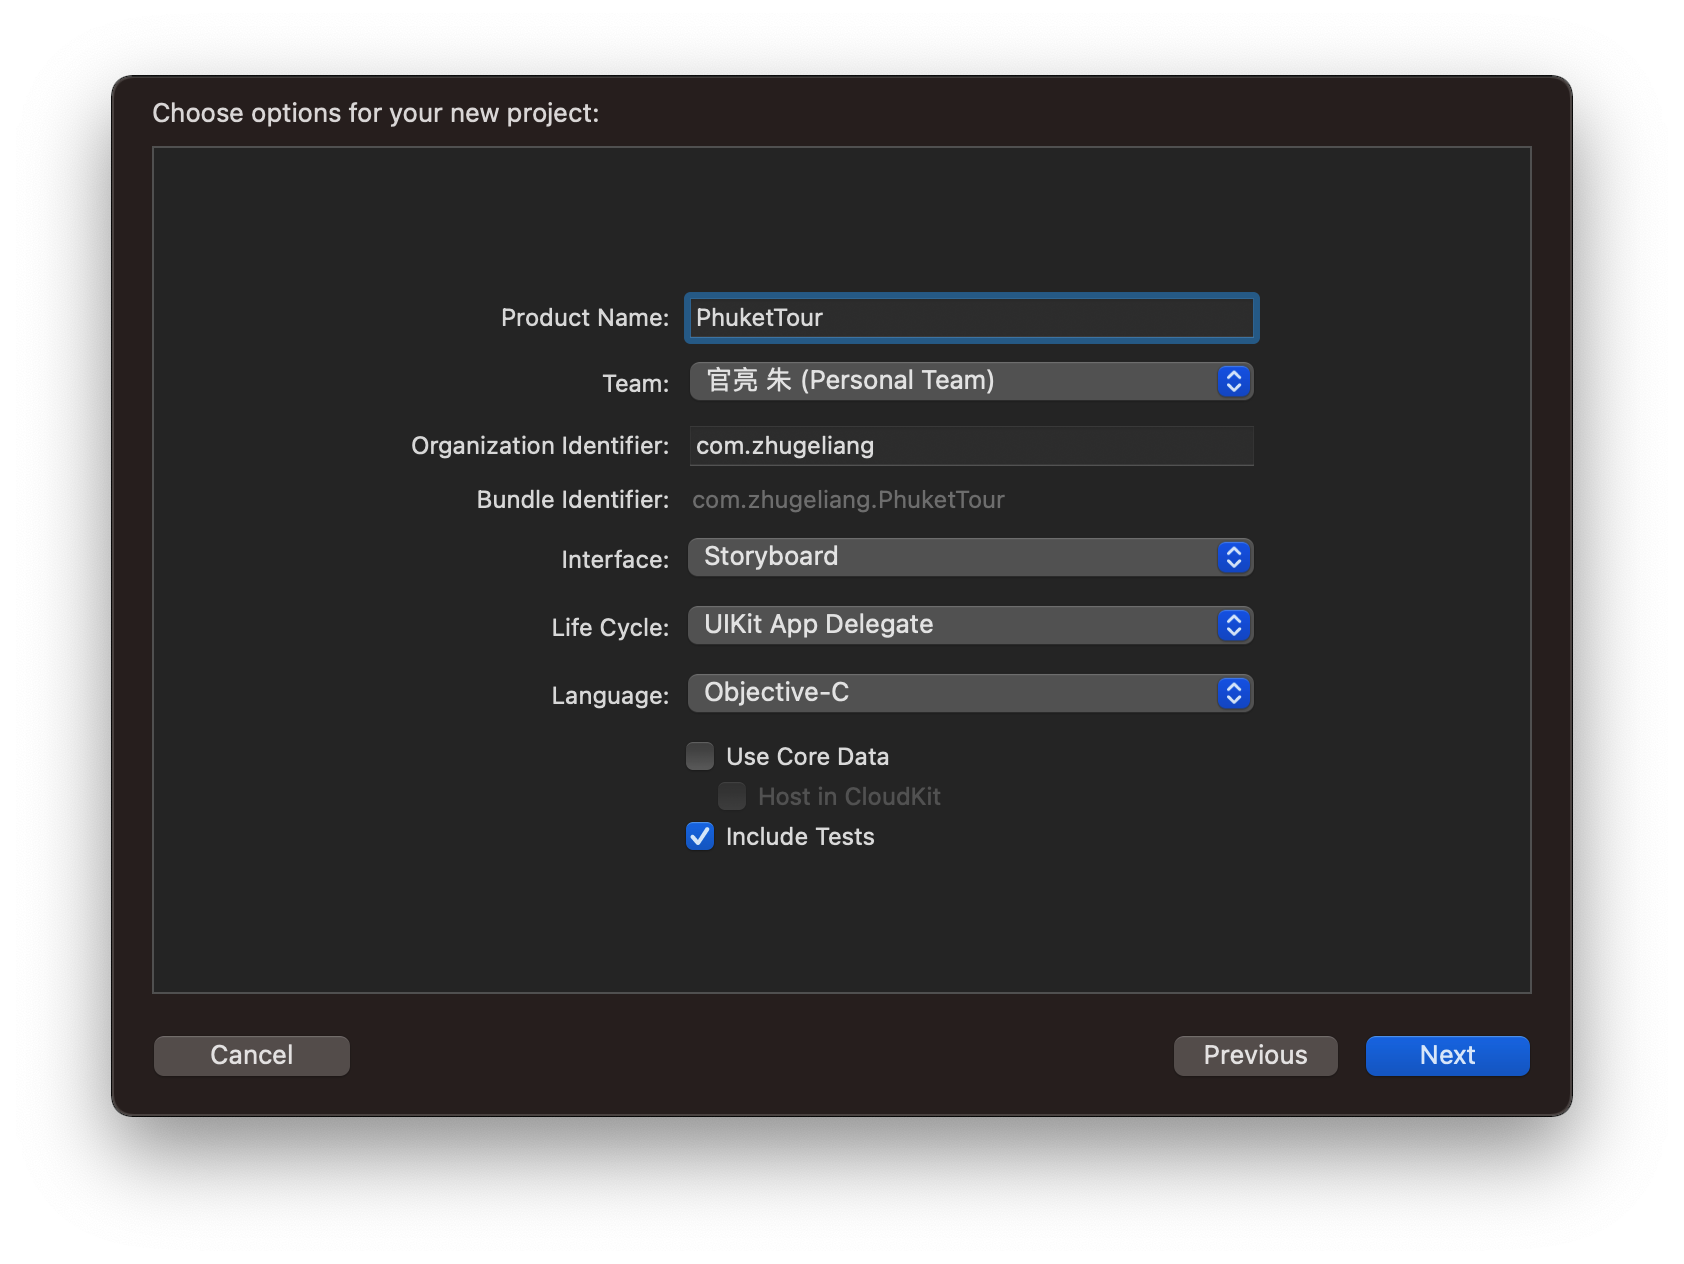 Choose options for your new project:
Product Name: PhuketTour
Team: 官亮 朱 (Personal Team)
Organization Identifier: com.zhugeliang
Bundle Identifier: com.zhugeliang.PhuketTour
Interface: Storyboard
Life Cycle: UIKit App Delegate
Language: Objective-C
Use Core Data
Host in CloudKit
Include Tests
Cancel Previous Next